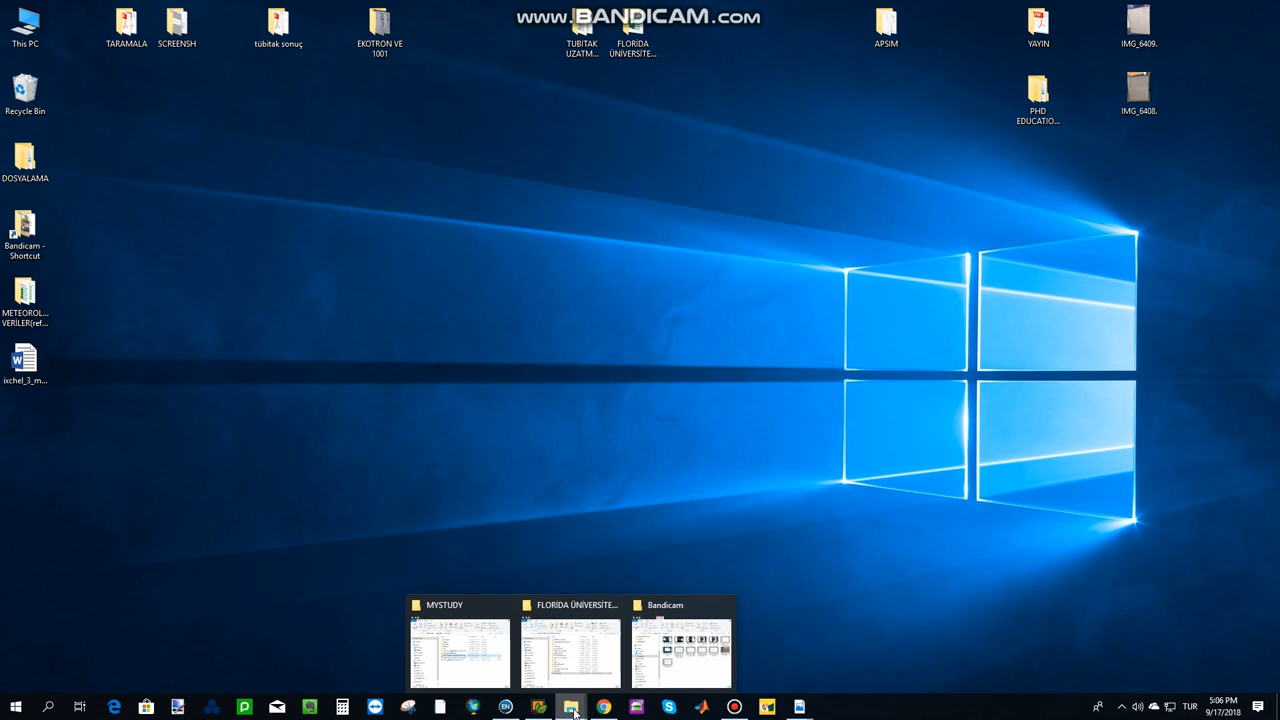 www.BANDICAM.com
This PC
TARAMALA
SCREENSH
tübitak sonuç
EKOTRON VE
1001
TUBITAK
UZATM...
FLORİDA
ÜNİVERSİTE...
APSIM
YAYIN
IMG_6409.
Recycle Bin
PHD
EDUCATIO...
IMG_6408.
DOSYALAMA
Bandicam -
Shortcut
METEOROL...
VERİLER(ref...
ixchel_3_m...
MYSTUDY
FLORİDA ÜNİVERSİTE...
Bandicam
EN
TUR
5:06 PM
9/17/2018